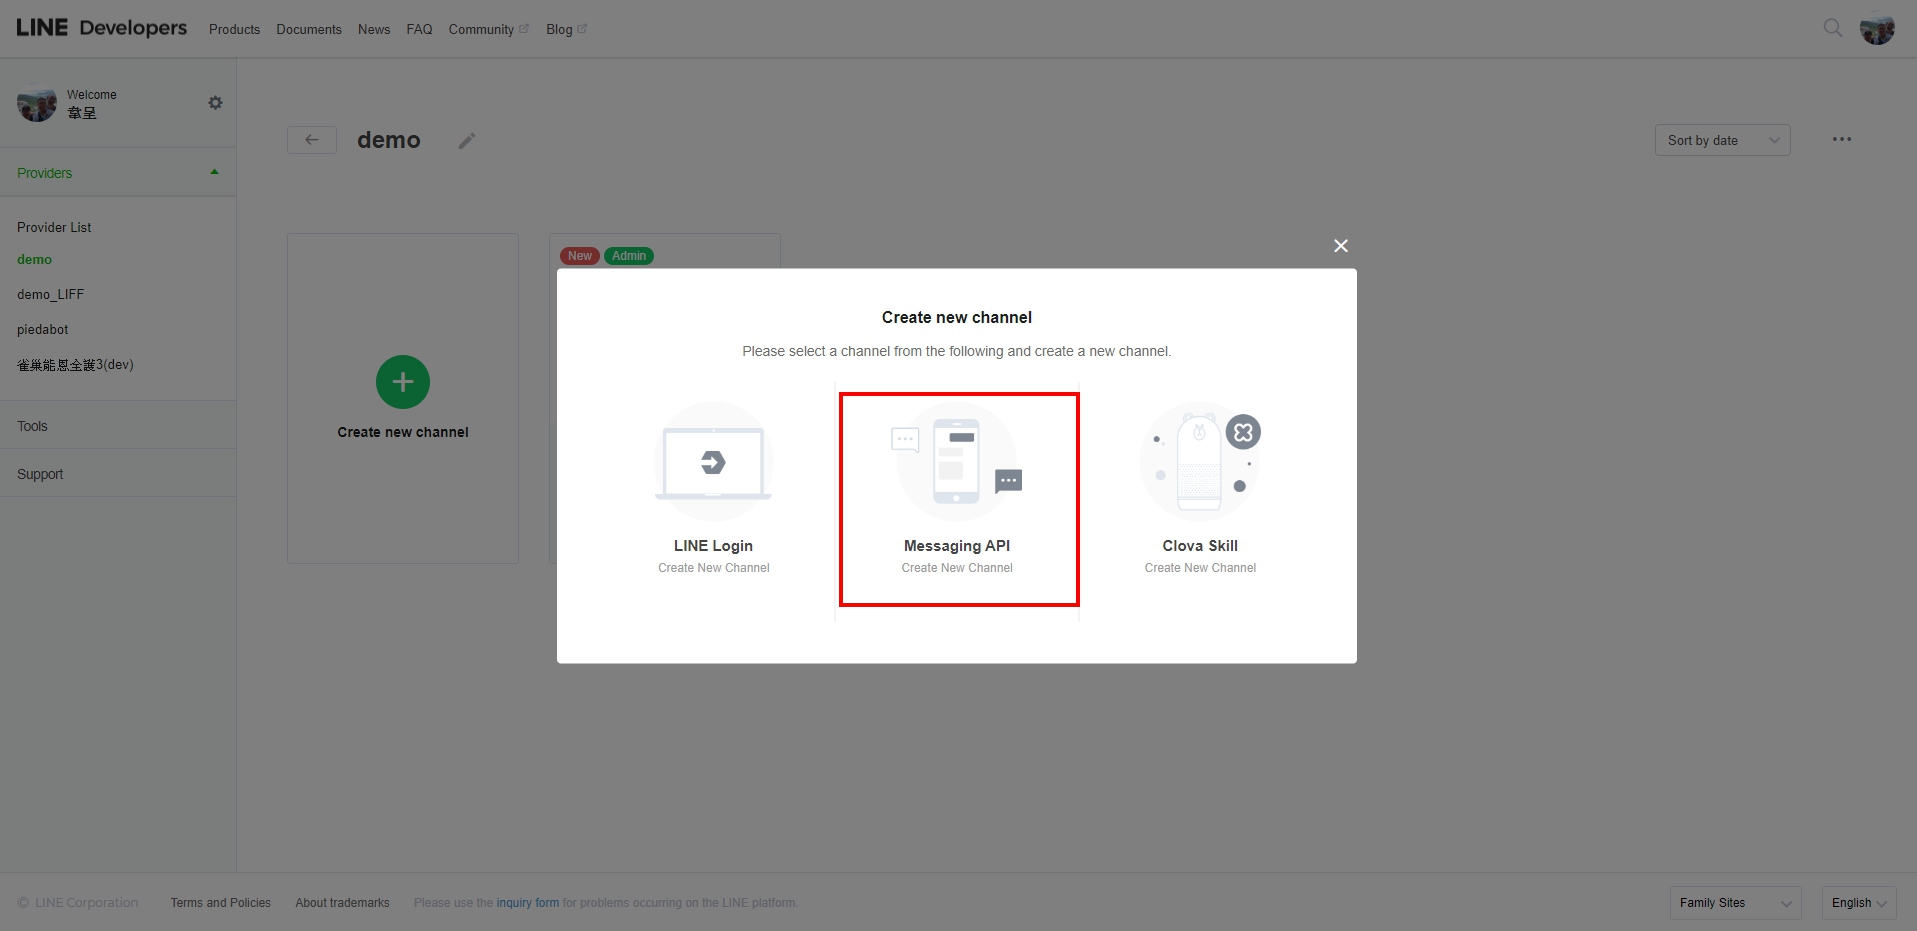 LINE Developers
Products Documents News FAQ Community Blog
Welcome
韋呈
demo
Sort by date
Providers
Provider List
demo
demo_LIFF
piedabot
雀巢能恩全護3(dev)
Tools
Support
New Admin
Create new channel
Create new channel
Please select a channel from the following and create a new channel.
LINE Login
Create New Channel
Messaging API
Create New Channel
Clova Skill
Create New Channel
© LINE Corporation Terms and Policies About trademarks Please use the inquiry form for problems occurring on the LINE platform.
Family Sites
English